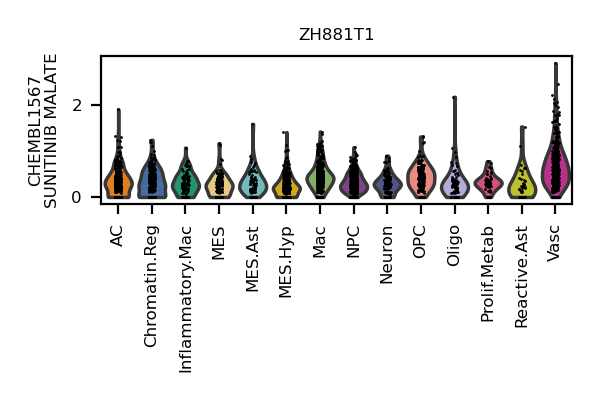 ZH881T1
CHEMBL1567
SUNITINIB MALATE
2
0
AC
Chromatin.Reg
Inflammatory.Mac
MES
MES.Ast
MES.Hyp
Mac
NPC
Neuron
OPC
Oligo
Prolif.Metab
Reactive.Ast
Vasc